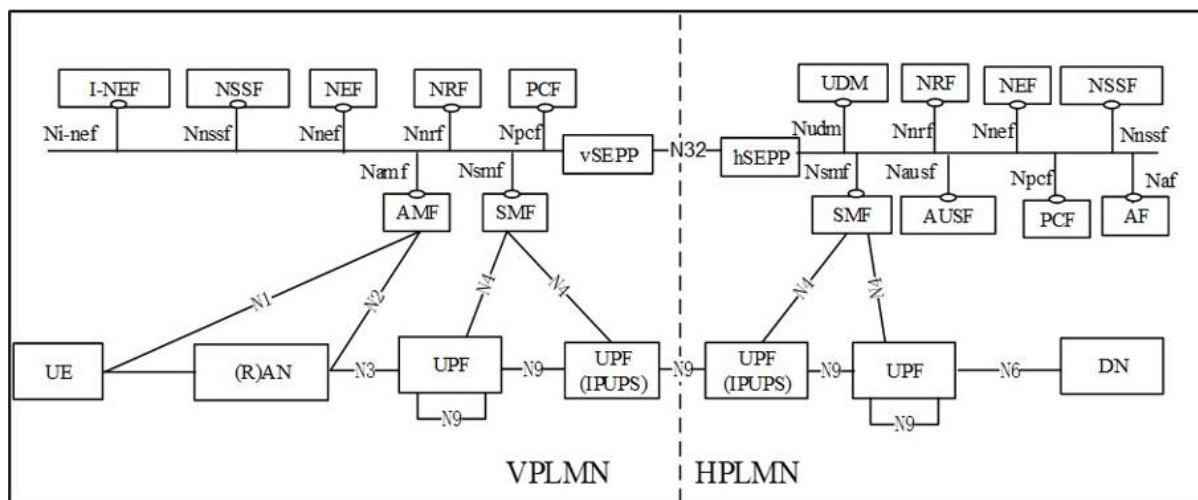 I-NEF
NSSF
NEF
NRF
PCF
UDM
NRF
NEF
NSSF
Ni-nef
Nnssf
Nnef
Nnrf
Npcf
Nudm
Nnrf
Nnef
Nnssf
vSEPP
N32
hSEPP
Namf
Nsmf
Nsmf
Nausf
Npcf
Naf
AMF
SMF
SMF
AUSF
PCF
AF
N1
N2
N4
N4
N4
N4
UE
(R)AN
N3
UPF
N9
UPF
(IPUPS)
N9
UPF
(IPUPS)
N9
UPF
N6
DN
N9
N9
VPLMN
HPLMN